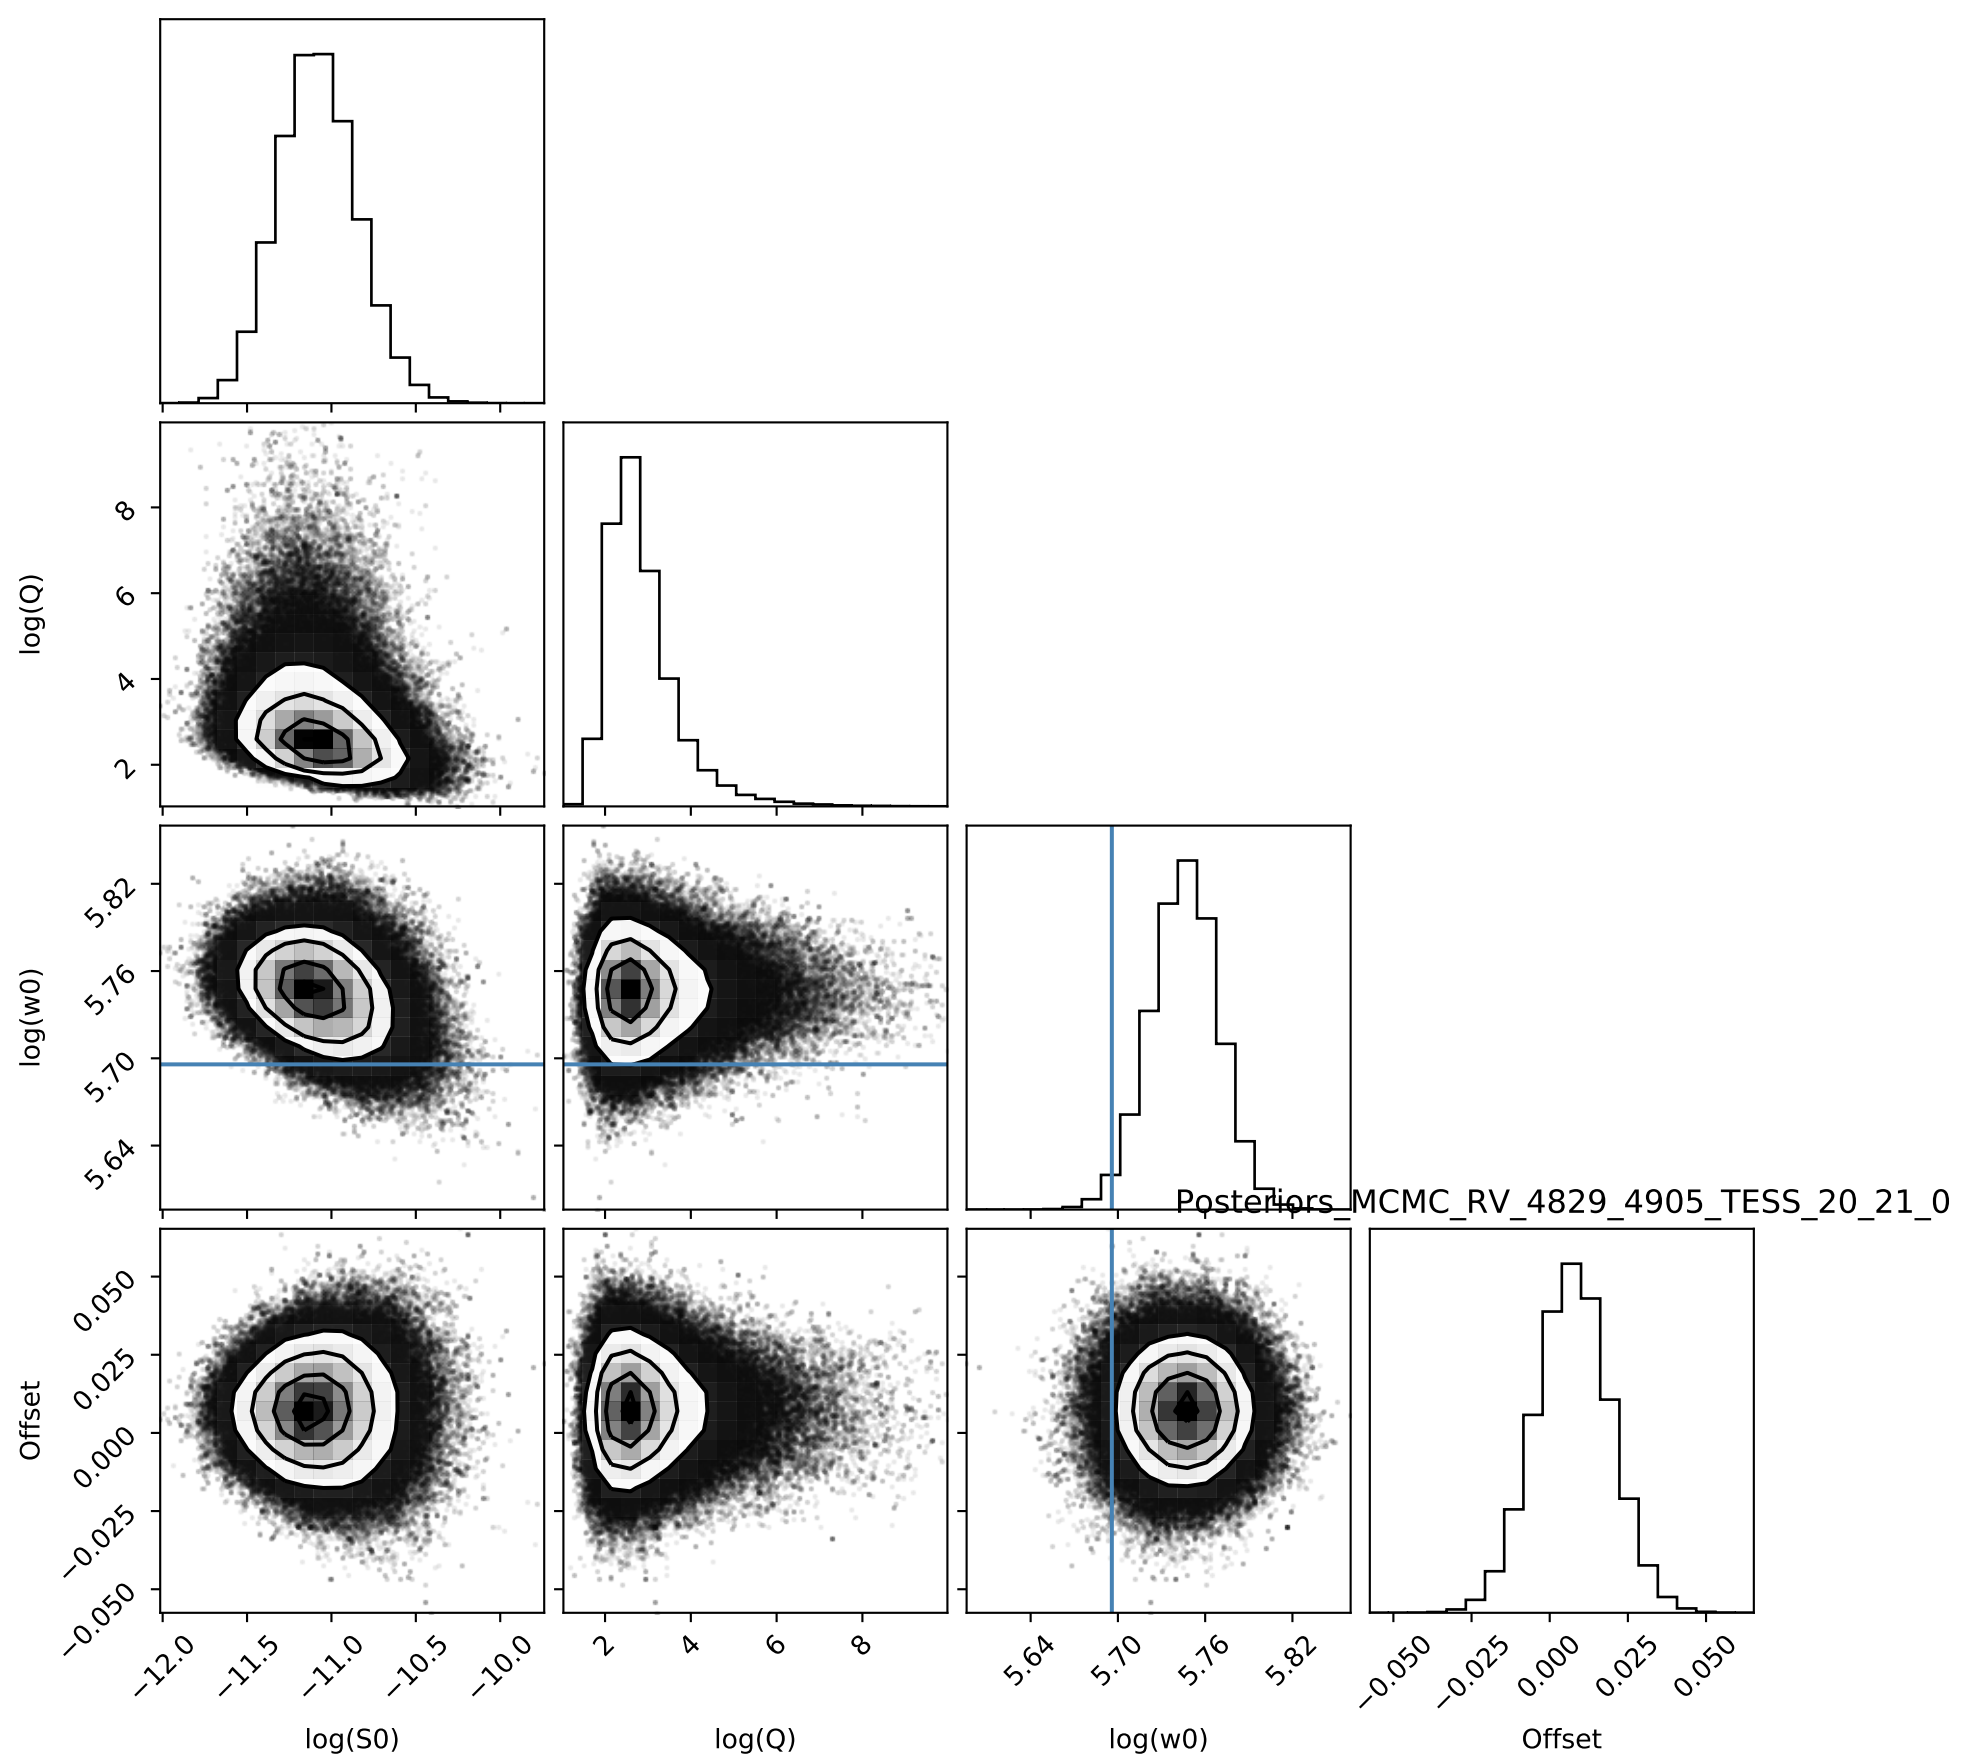 log(Q)
8
6
4
2
log(w0)
5.82
5.76
5.70
5.64
Posteriors_MCMC_RV_4829_4905_TESS_20_21_0
Offset
0.050
0.025
0.000
−0.025
−0.050
−12.0 −11.5 −11.0 −10.5 −10.0 2 4 6 8 5.64 5.70 5.76 5.82 −0.050 −0.025 0.000 0.025 0.050
log(S0) log(Q) log(w0) Offset